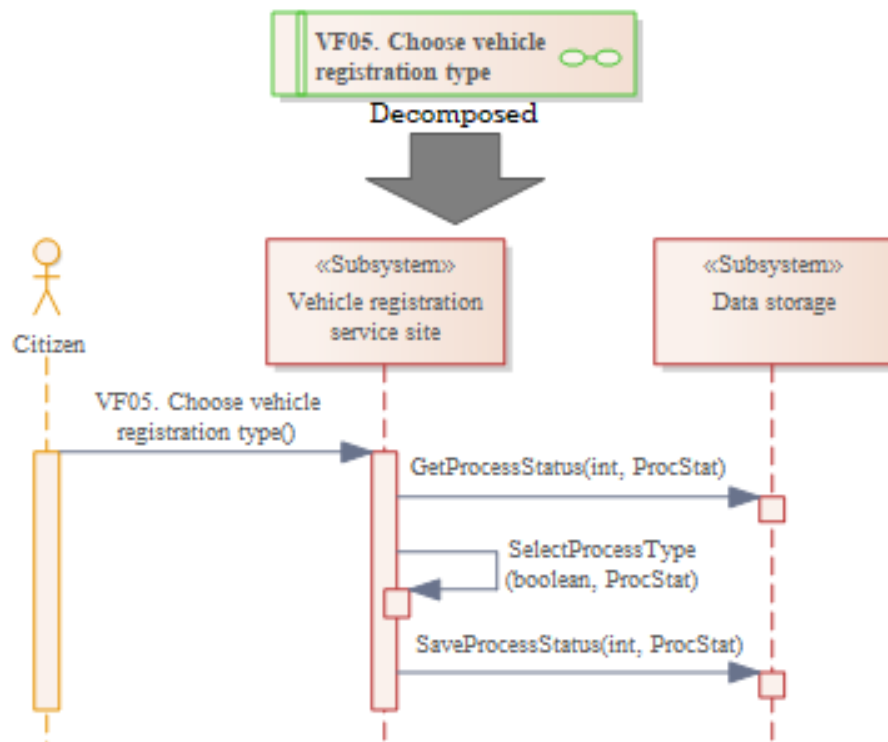 VF05. Choose vehicle
registration type
Decomposed
«Subsystem»
Vehicle registration
service site
«Subsystem»
Data storage
Citizen
VF05. Choose vehicle
registration type()
GetProcessStatus(int, ProcStat)
SelectProcessType
(boolean, ProcStat)
SaveProcessStatus(int, ProcStat)